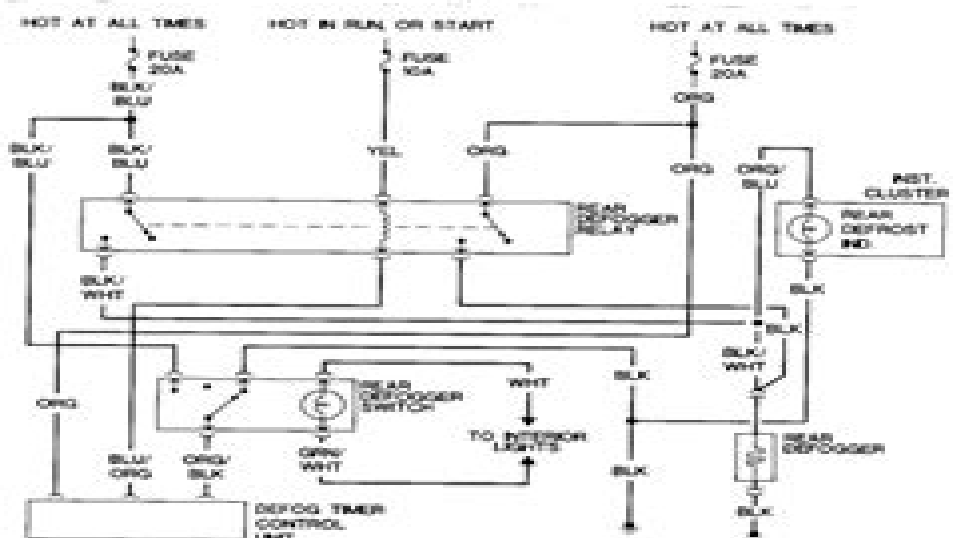 HOT AT ALL TIMES
HOT IN RUN OR START
HOT AT ALL TIMES
FUSE
20A
FUSE
10A
FUSE
20A
BLK/
BLU
ORG
BLK/
BLU
BLK/
BLU
YEL
ORG
ORG
ORG/
BLU
INST.
CLUSTER
REAR
DEFOGGER
RELAY
REAR
DEFROST
IND.
BLK/
WHT
BLK
BLK
BLK/
WHT
ORG
REAR
DEFOGGER
SWITCH
WHT
BLK
TO INTERIOR
LIGHTS
REAR
DEFOGGER
BLU/
ORG
ORG/
BLK
GRN/
WHT
BLK
BLK
DEFOG TIMER
CONTROL
UNIT